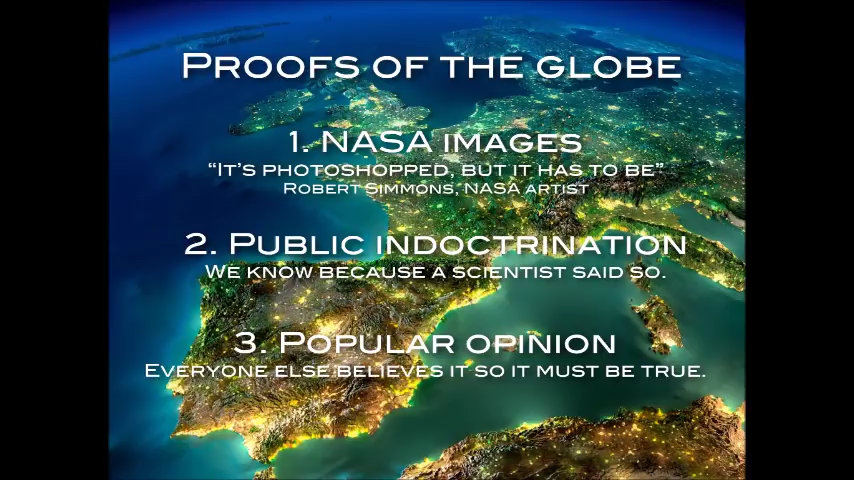 Proofs of the globe
1. NASA images
“It’s photoshopped, but it has to be”
Robert Simmons, NASA artist
2. Public indoctrination
We know because a scientist said so.
3. Popular opinion
Everyone else believes it so it must be true.